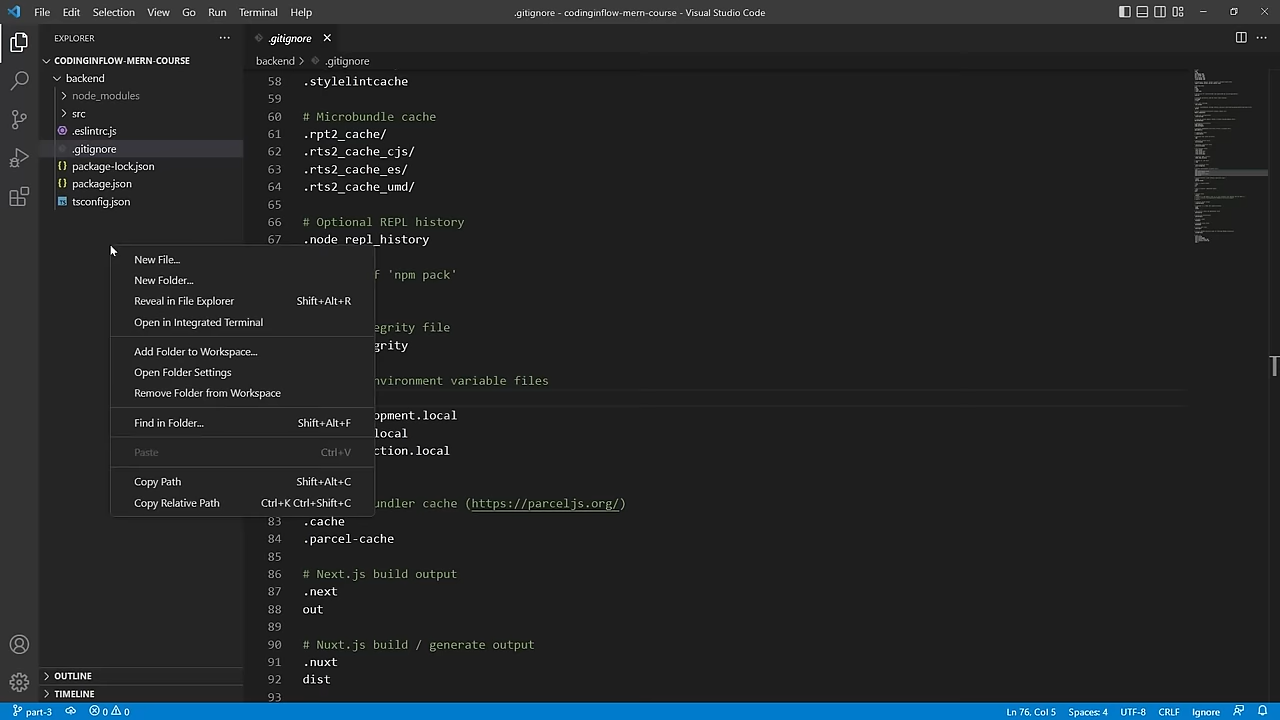 File Edit Selection View Go Run Terminal Help
.gitignore - codinginflow-mern-course - Visual Studio Code
EXPLORER
CODINGINFLOW-MERN-COURSE
backend
node_modules
src
.eslintrc.js
.gitignore
package-lock.json
package.json
tsconfig.json
OUTLINE
TIMELINE
.gitignore
backend > .gitignore
58 .stylelintcache
59
60 # Microbundle cache
61 .rpt2_cache/
62 .rts2_cache_cjs/
63 .rts2_cache_es/
64 .rts2_cache_umd/
65
66 # Optional REPL history
67 .node_repl_history
f 'npm pack'
egrity file
grity
nvironment variable files
opment.local
local
ction.local
ndler cache (https://parceljs.org/)
83 .cache
84 .parcel-cache
85
86 # Next.js build output
87 .next
88 out
89
90 # Nuxt.js build / generate output
91 .nuxt
92 dist
93
New File...
New Folder...
Reveal in File Explorer Shift+Alt+R
Open in Integrated Terminal
Add Folder to Workspace...
Open Folder Settings
Remove Folder from Workspace
Find in Folder... Shift+Alt+F
Paste Ctrl+V
Copy Path Shift+Alt+C
Copy Relative Path Ctrl+K Ctrl+Shift+C
part-3 0 0
Ln 76, Col 5 Spaces: 4 UTF-8 CRLF Ignore